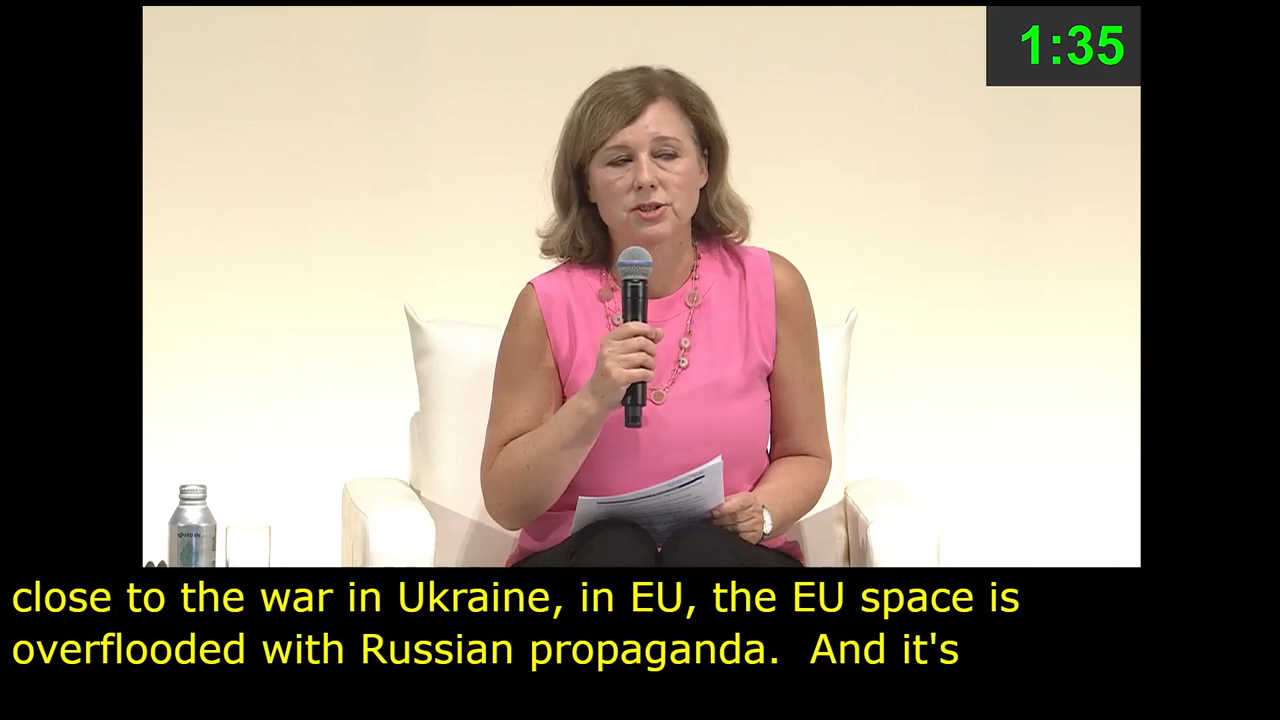 1:35
close to the war in Ukraine, in EU, the EU space is
overflooded with Russian propaganda.  And it's